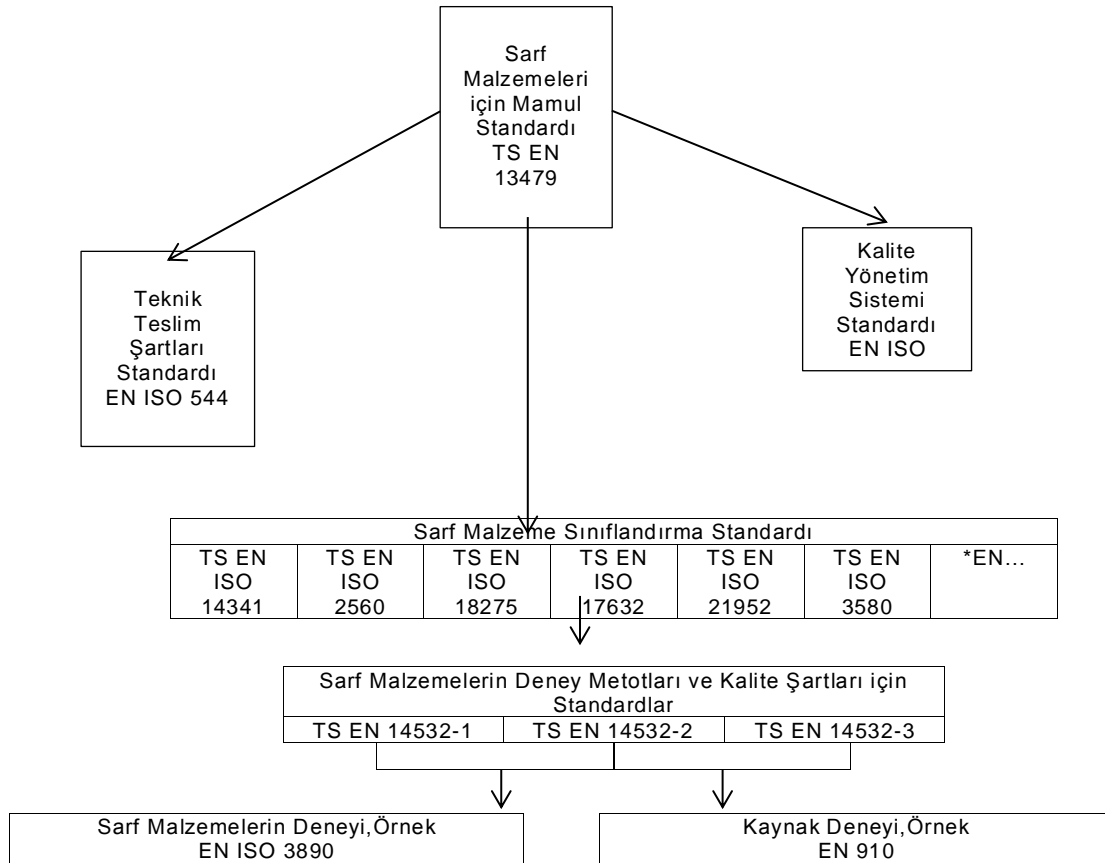 Sarf
Malzemeleri
için Mamul
Standardı
TS EN
13479
Teknik
Teslim
Şartları
Standardı
EN ISO 544
Kalite
Yönetim
Sistemi
Standardı
EN ISO
Sarf Malzeme Sınıflandırma Standardı
TS EN
ISO
14341
TS EN
ISO
2560
TS EN
ISO
18275
TS EN
ISO
17632
TS EN
ISO
21952
TS EN
ISO
3580
*EN...
Sarf Malzemelerin Deney Metotları ve Kalite Şartları için
Standardlar
TS EN 14532-1
TS EN 14532-2
TS EN 14532-3
Sarf Malzemelerin Deneyi,Örnek
EN ISO 3890
Kaynak Deneyi,Örnek
EN 910